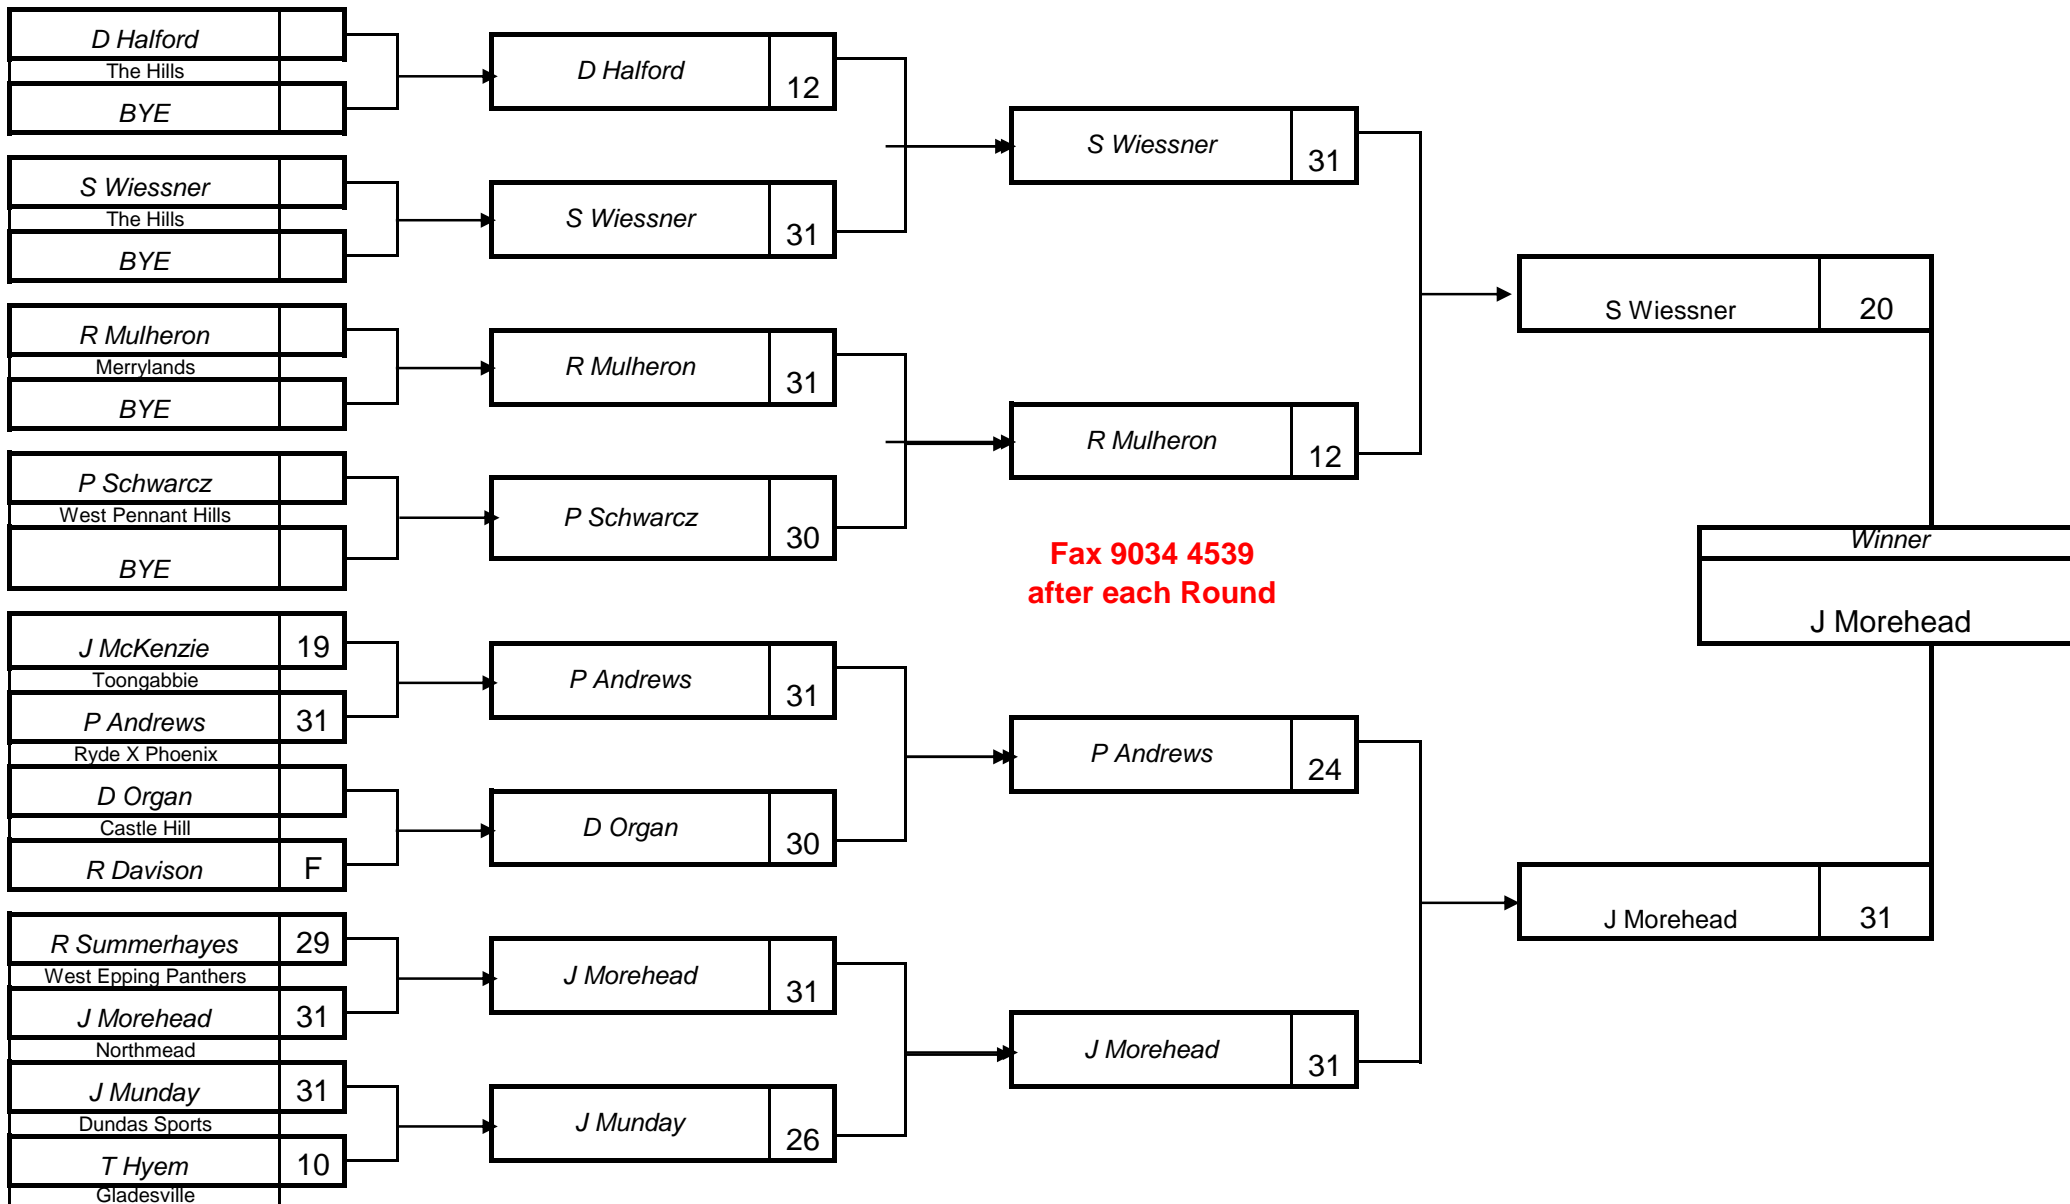 D Halford
The Hills
BYE
S Wiessner
The Hills
BYE
R Mulheron
Merrylands
BYE
P Schwarcz
West Pennant Hills
BYE
J McKenzie 19
Toongabbie
P Andrews 31
Ryde X Phoenix
D Organ
Castle Hill
R Davison F
R Summerhayes 29
West Epping Panthers
J Morehead 31
Northmead
J Munday 31
Dundas Sports
T Hyem 10
Gladesville
D Halford 12
S Wiessner 31
R Mulheron 31
P Schwarcz 30
P Andrews 31
D Organ 30
J Morehead 31
J Munday 26
S Wiessner 31
R Mulheron 12
Fax 9034 4539
after each Round
P Andrews 24
J Morehead 31
S Wiessner 20
J Morehead 31
Winner
J Morehead